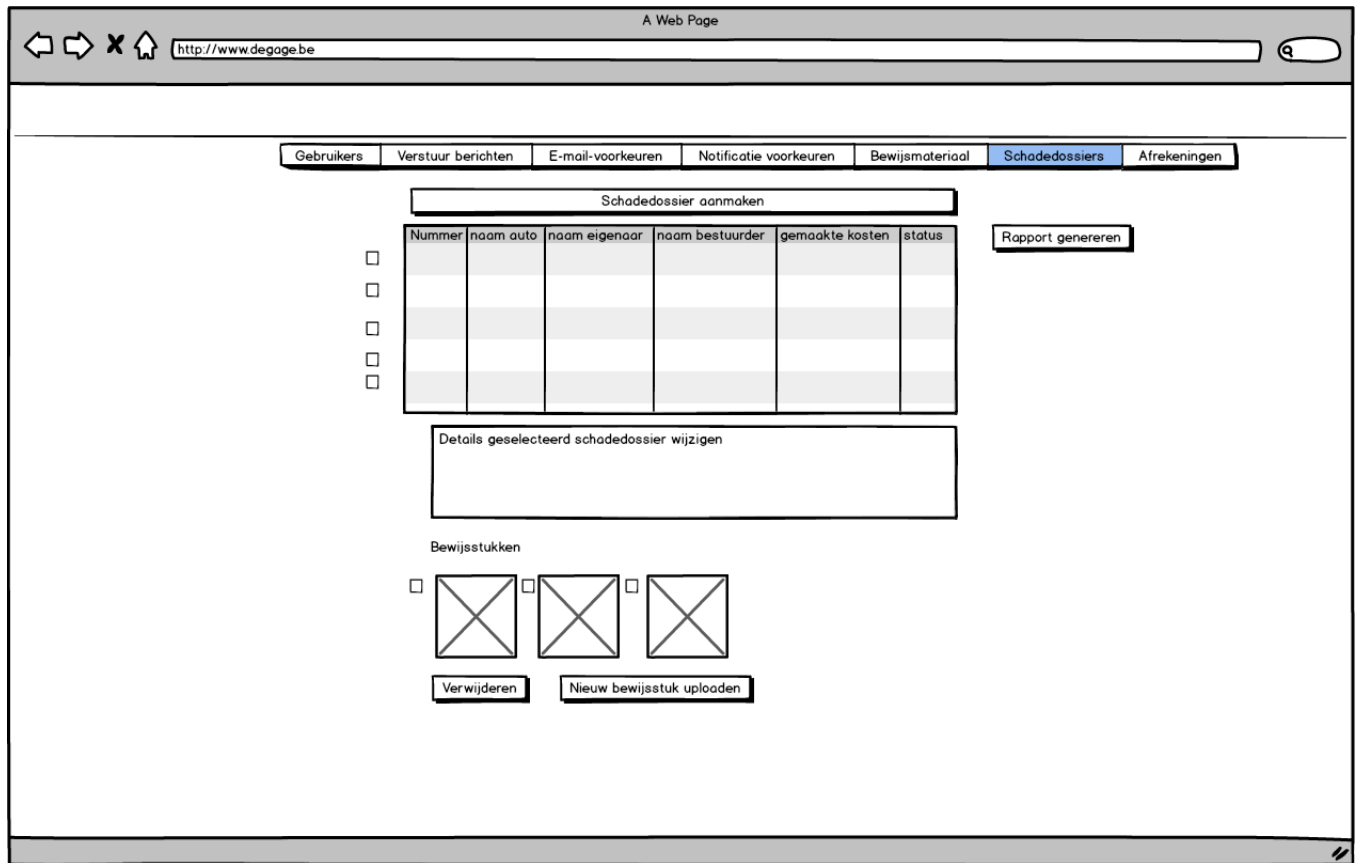 A Web Page
http://www.degage.be
Gebruikers Verstuur berichten E-mail-voorkeuren Notificatie voorkeuren Bewijsmateriaal Schadedossiers Afrekeningen
Schadedossier aanmaken
Nummer naam auto naam eigenaar naam bestuurder gemaakte kosten status
Rapport genereren
Details geselecteerd schadedossier wijzigen
Bewijsstukken
Verwijderen Nieuw bewijsstuk uploaden